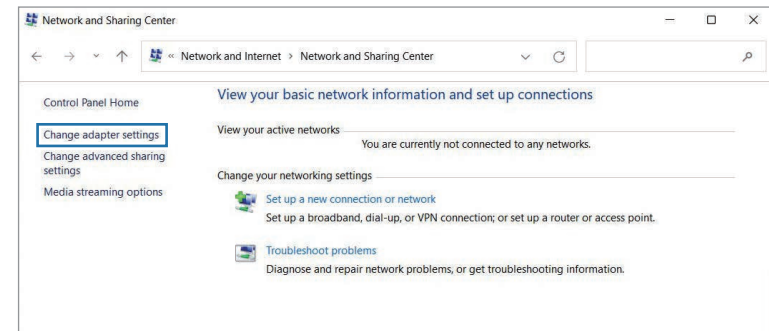 Network and Sharing Center
« Network and Internet > Network and Sharing Center
Control Panel Home
Change adapter settings
Change advanced sharing
settings
Media streaming options
View your basic network information and set up connections
View your active networks
You are currently not connected to any networks.
Change your networking settings
Set up a new connection or network
Set up a broadband, dial-up, or VPN connection; or set up a router or access point.
Troubleshoot problems
Diagnose and repair network problems, or get troubleshooting information.